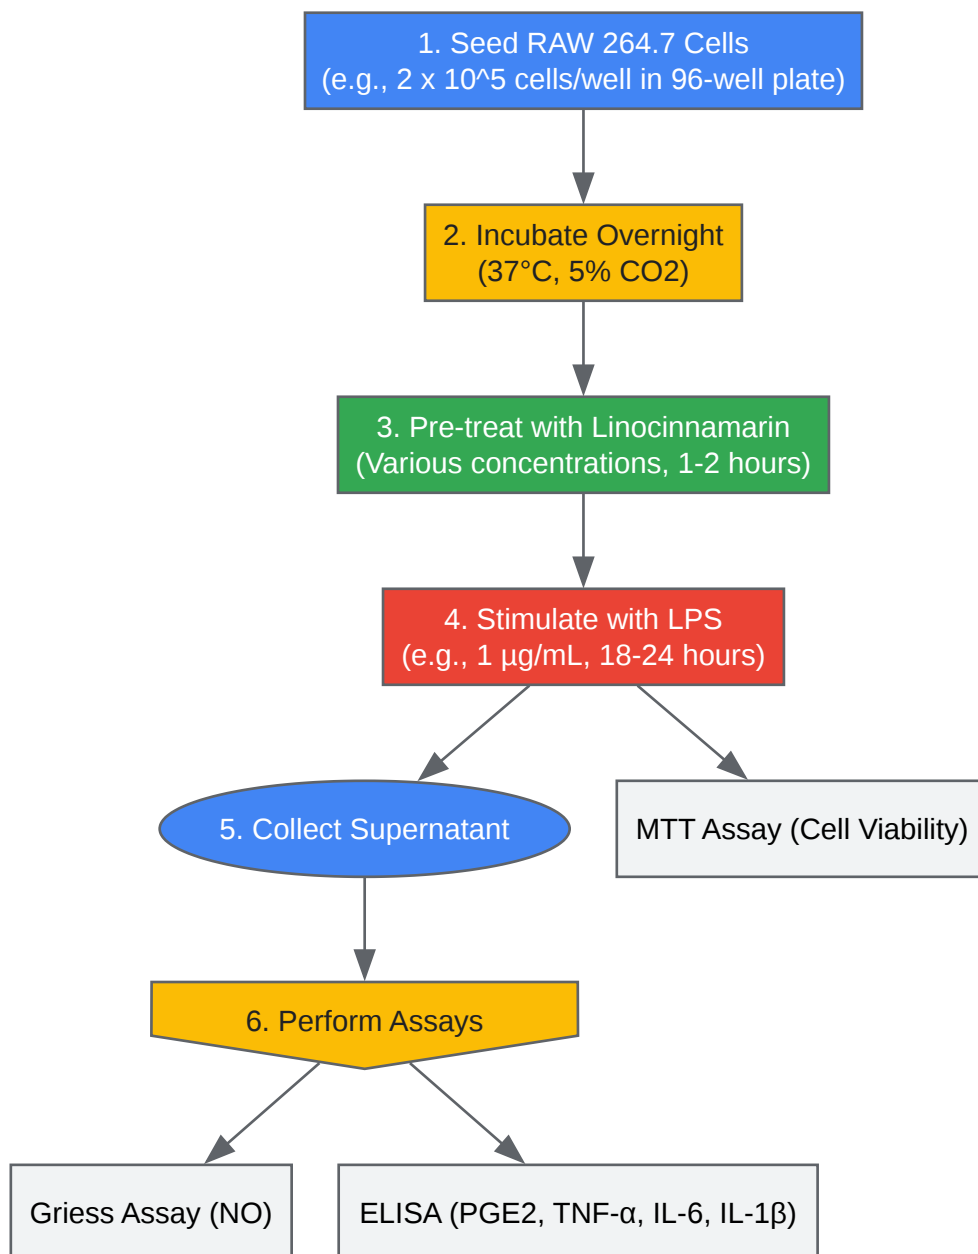 1. Seed RAW 264.7 Cells
(e.g., 2 x 10^5 cells/well in 96-well plate)
2. Incubate Overnight
(37°C, 5% CO2)
3. Pre-treat with Linocinnamarin
(Various concentrations, 1-2 hours)
4. Stimulate with LPS
(e.g., 1 µg/mL, 18-24 hours)
5. Collect Supernatant
MTT Assay (Cell Viability)
6. Perform Assays
Griess Assay (NO)
ELISA (PGE2, TNF-α, IL-6, IL-1β)